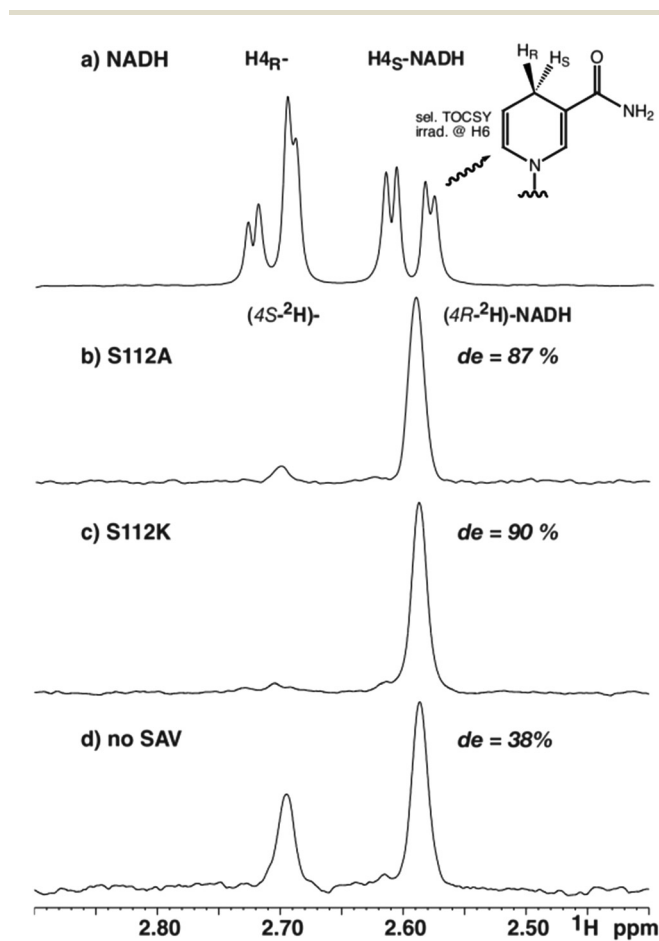 a) NADH H4R- H4S-NADH
HR HS
O
NH2
N
sel. TOCSY
irrad. @ H6
(4S-²H)- (4R-²H)-NADH
b) S112A de = 87 %
c) S112K de = 90 %
d) no SAV de = 38%
2.80 2.70 2.60 2.50 ¹H ppm